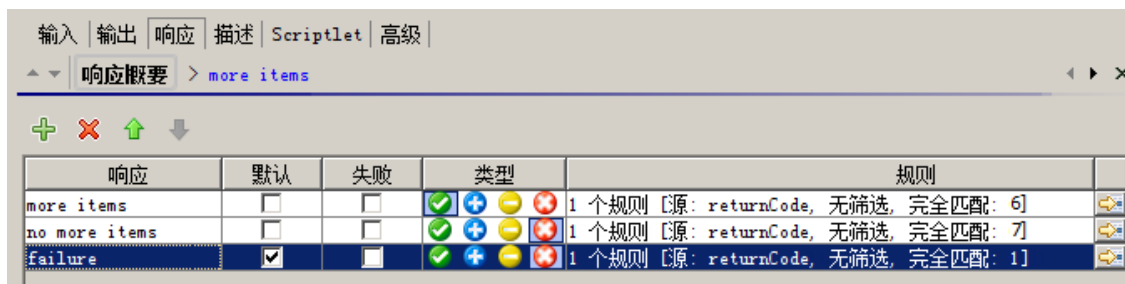 输入 输出 响应 描述 Scriptlet 高级
响应概要 > more items
响应 默认 失败 类型 规则
more items 1 个规则 [源: returnCode, 无筛选, 完全匹配: 6]
no more items 1 个规则 [源: returnCode, 无筛选, 完全匹配: 7]
failure 1 个规则 [源: returnCode, 无筛选, 完全匹配: 1]